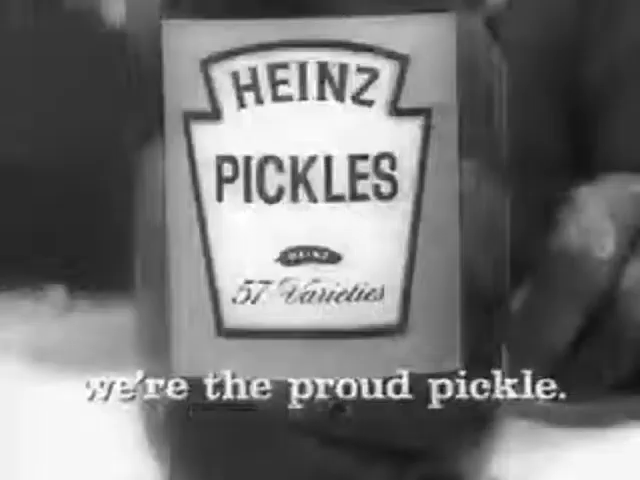 HEINZ
PICKLES
HEINZ
57 Varieties
we're the proud pickle.